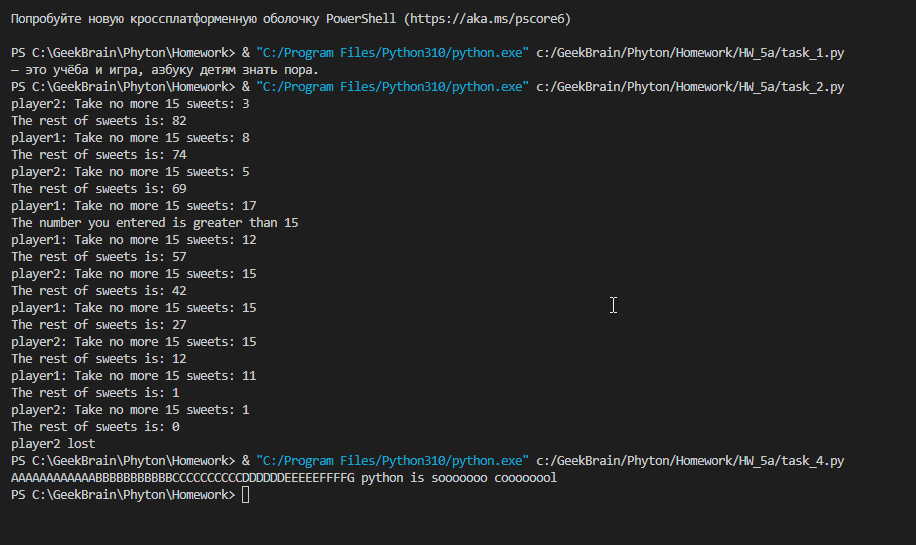 Попробуйте новую кроссплатформенную оболочку PowerShell (https://aka.ms/pscore6)
PS C:\GeekBrain\Phyton\Homework> & "C:/Program Files/Python310/python.exe" c:/GeekBrain/Phyton/Homework/HW_5a/task_1.py
— это учёба и игра, азбуку детям знать пора.
PS C:\GeekBrain\Phyton\Homework> & "C:/Program Files/Python310/python.exe" c:/GeekBrain/Phyton/Homework/HW_5a/task_2.py
player2: Take no more 15 sweets: 3
The rest of sweets is: 82
player1: Take no more 15 sweets: 8
The rest of sweets is: 74
player2: Take no more 15 sweets: 5
The rest of sweets is: 69
player1: Take no more 15 sweets: 17
The number you entered is greater than 15
player1: Take no more 15 sweets: 12
The rest of sweets is: 57
player2: Take no more 15 sweets: 15
The rest of sweets is: 42
player1: Take no more 15 sweets: 15
The rest of sweets is: 27
player2: Take no more 15 sweets: 15
The rest of sweets is: 12
player1: Take no more 15 sweets: 11
The rest of sweets is: 1
player2: Take no more 15 sweets: 1
The rest of sweets is: 0
player2 lost
PS C:\GeekBrain\Phyton\Homework> & "C:/Program Files/Python310/python.exe" c:/GeekBrain/Phyton/Homework/HW_5a/task_4.py
AAAAAAAAAAAABBBBBBBBBBBCCCCCCCCCCDDDDDDEEEEEFFFFG python is sooooooo coooooool
PS C:\GeekBrain\Phyton\Homework>